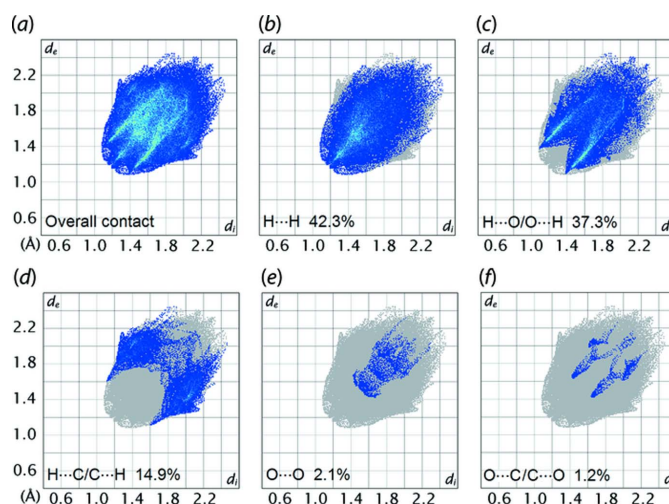 (a) (b) (c)
de de de
2.2
1.8
1.4
1.0
0.6
Overall contact di H···H 42.3% di H···O/O···H 37.3% di
(Å) 0.6 1.0 1.4 1.8 2.2 0.6 1.0 1.4 1.8 2.2 0.6 1.0 1.4 1.8 2.2
(d) (e) (f)
de de de
2.2
1.8
1.4
1.0
0.6
H···C/C···H 14.9% di O···O 2.1% di O···C/C···O 1.2% di
(Å) 0.6 1.0 1.4 1.8 2.2 0.6 1.0 1.4 1.8 2.2 0.6 1.0 1.4 1.8 2.2